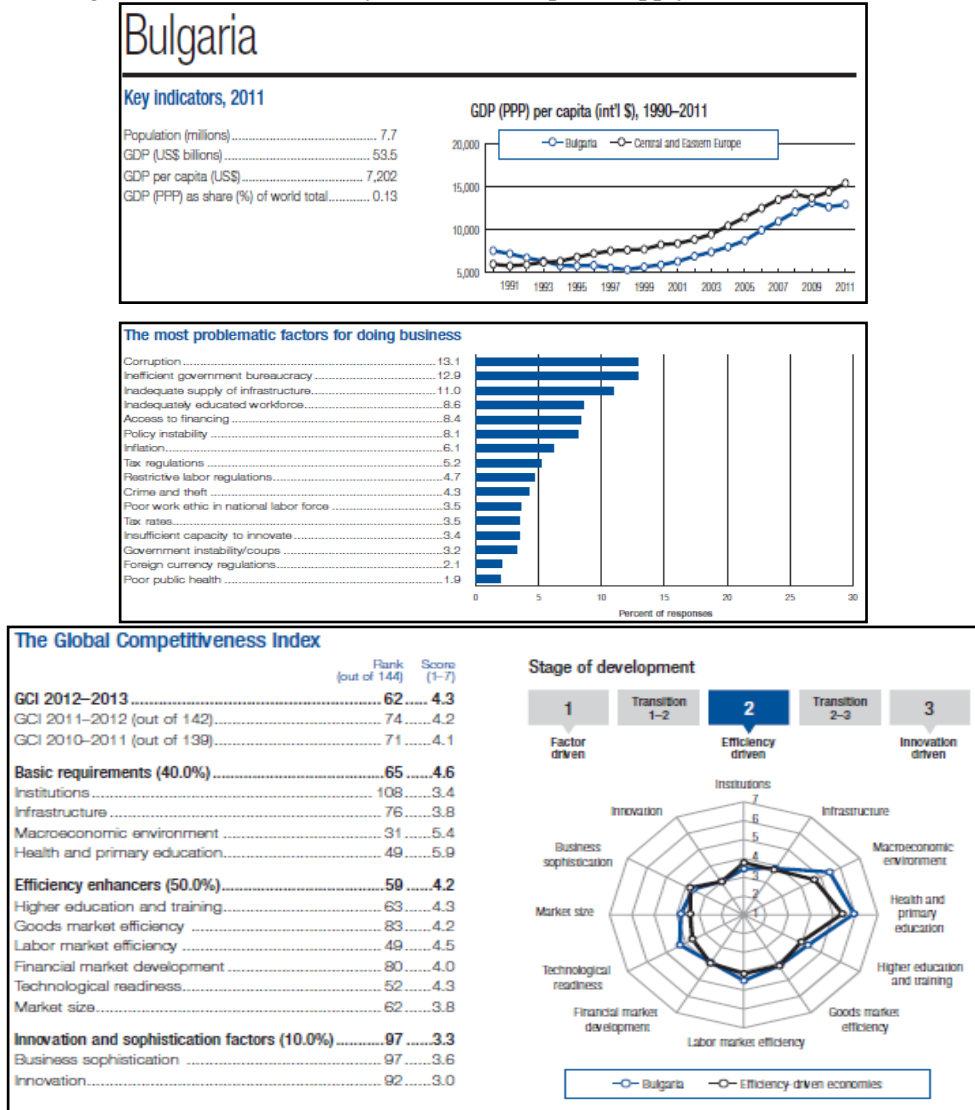 Bulgaria
Key indicators, 2011
Population (millions) 7.7
GDP (US$ billions) 53.5
GDP per capita (US$) 7,202
GDP (PPP) as share (%) of world total 0.13
GDP (PPP) per capita (int'l $), 1990–2011
Bulgaria Central and Eastern Europe
20,000
15,000
10,000
5,000
1991 1993 1995 1997 1999 2001 2003 2005 2007 2009 2011
The most problematic factors for doing business
Corruption 13.1
Inefficient government bureaucracy 12.9
Inadequate supply of infrastructure 11.0
Inadequately educated workforce 8.6
Access to financing 8.4
Policy instability 8.1
Inflation 6.1
Tax regulations 5.2
Restrictive labor regulations 4.7
Crime and theft 4.3
Poor work ethic in national labor force 3.5
Tax rates 3.5
Insufficient capacity to innovate 3.4
Government instability/coups 3.2
Foreign currency regulations 2.1
Poor public health 1.9
0 5 10 15 20 25 30
Percent of responses
The Global Competitiveness Index
Rank Score
(out of 144) (1–7)
GCI 2012–2013 62 4.3
GCI 2011–2012 (out of 142) 74 4.2
GCI 2010–2011 (out of 139) 71 4.1
Basic requirements (40.0%) 65 4.6
Institutions 108 3.4
Infrastructure 76 3.8
Macroeconomic environment 31 5.4
Health and primary education 49 5.9
Efficiency enhancers (50.0%) 59 4.2
Higher education and training 63 4.3
Goods market efficiency 83 4.2
Labor market efficiency 49 4.5
Financial market development 80 4.0
Technological readiness 52 4.3
Market size 62 3.8
Innovation and sophistication factors (10.0%) 97 3.3
Business sophistication 97 3.6
Innovation 92 3.0
Stage of development
1
Transition
1–2
2
Transition
2–3
3
Factor
driven
Efficiency
driven
Innovation
driven
Institutions
Infrastructure
Macroeconomic
environment
Health and
primary
education
Higher education
and training
Goods market
efficiency
Labor market efficiency
Financial market
development
Technological
readiness
Market size
Business
sophistication
Innovation
7
6
5
4
3
2
1
Bulgaria Efficiency-driven economies